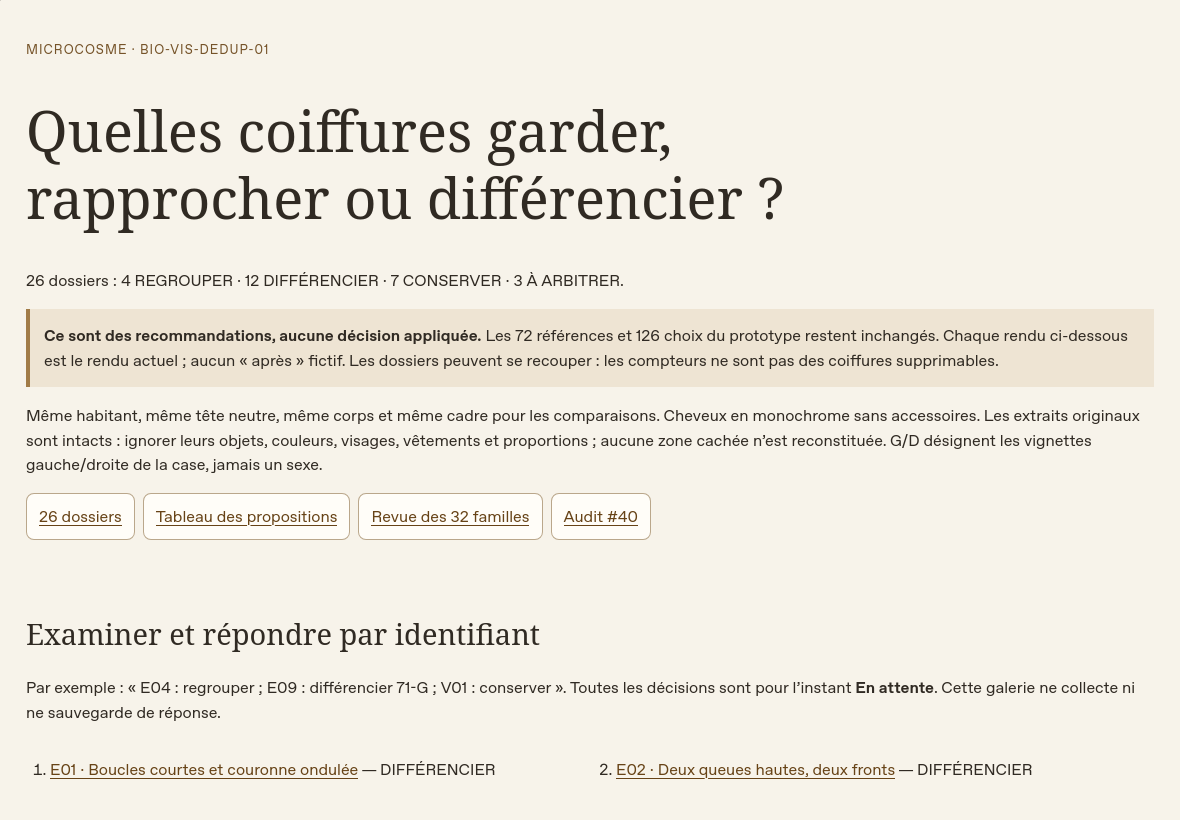 MICROCOSME · BIO-VIS-DEDUP-01
Quelles coiffures garder,
rapprocher ou différencier ?
26 dossiers : 4 REGROUPER · 12 DIFFÉRENCIER · 7 CONSERVER · 3 À ARBITRER.
Ce sont des recommandations, aucune décision appliquée. Les 72 références et 126 choix du prototype restent inchangés. Chaque rendu ci-dessous
est le rendu actuel ; aucun « après » fictif. Les dossiers peuvent se recouper : les compteurs ne sont pas des coiffures supprimables.
Même habitant, même tête neutre, même corps et même cadre pour les comparaisons. Cheveux en monochrome sans accessoires. Les extraits originaux
sont intacts : ignorer leurs objets, couleurs, visages, vêtements et proportions ; aucune zone cachée n’est reconstituée. G/D désignent les vignettes
gauche/droite de la case, jamais un sexe.
26 dossiers Tableau des propositions Revue des 32 familles Audit #40
Examiner et répondre par identifiant
Par exemple : « E04 : regrouper ; E09 : différencier 71-G ; V01 : conserver ». Toutes les décisions sont pour l’instant En attente. Cette galerie ne collecte ni
ne sauvegarde de réponse.
1. E01 · Boucles courtes et couronne ondulée — DIFFÉRENCIER 2. E02 · Deux queues hautes, deux fronts — DIFFÉRENCIER